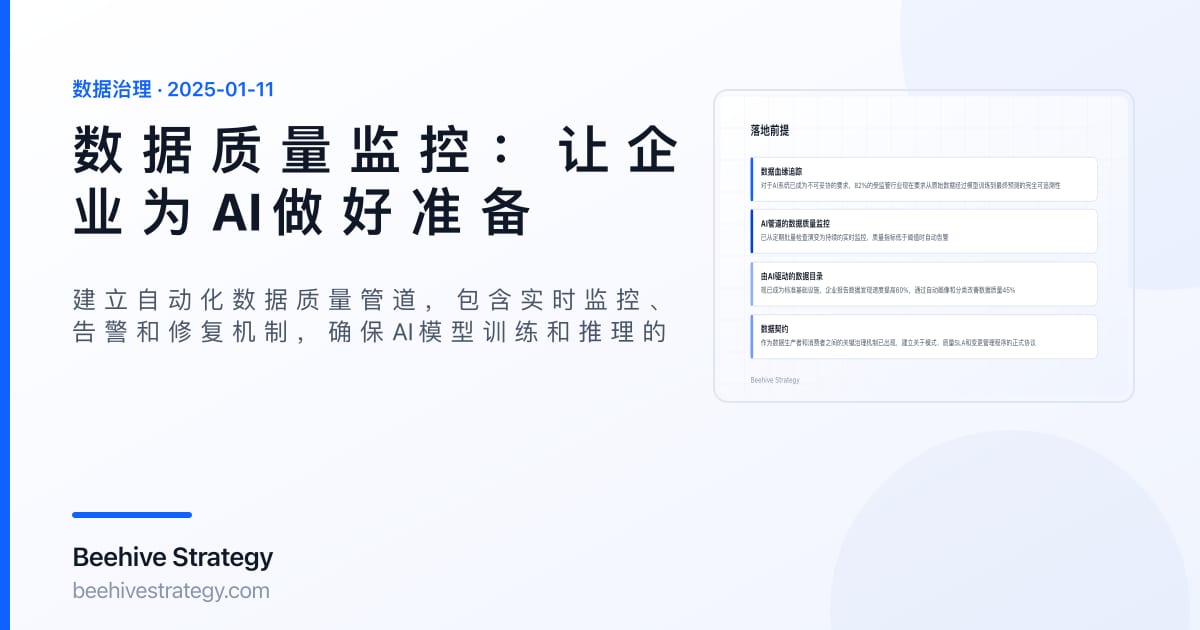 数据治理 · 2025-01-11
数据质量监控：让企
业为AI做好准备
建立自动化数据质量管道，包含实时监控、
告警和修复机制，确保AI模型训练和推理的
Beehive Strategy
beehivestrategy.com
落地前提
数据血缘追踪
对于AI系统已成为不可妥协的要求，82%的受监管行业现在要求从原始数据经过模型训练到最终预测的完全可追溯性
AI管道的数据质量监控
已从定期批量检查演变为持续的实时监控，质量指标低于阈值时自动告警
由AI驱动的数据目录
现已成为标准基础设施，企业报告数据发现速度提高60%，通过自动画像和分类改善数据质量45%
数据契约
作为数据生产者和消费者之间的关键治理机制已出现，建立关于模式、质量SLA和变更管理程序的正式协议
Beehive Strategy